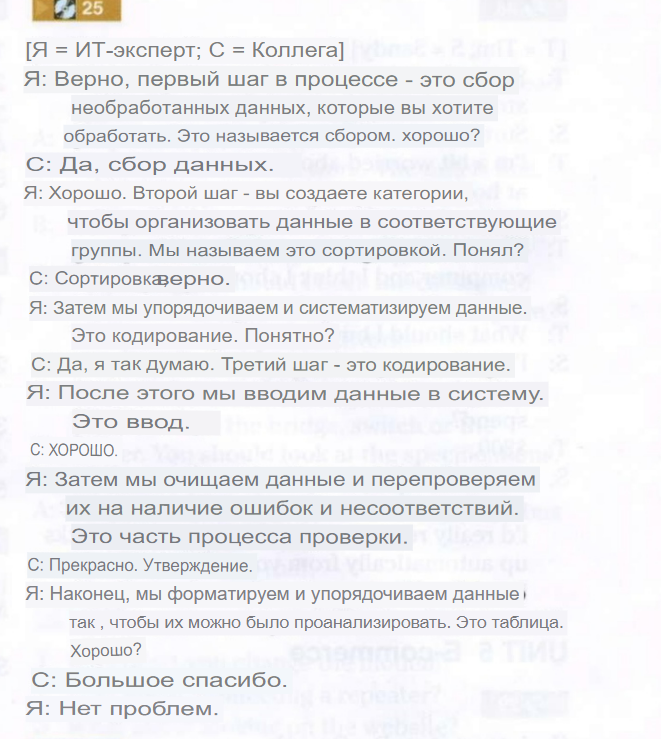 25
[Я = ИТ-эксперт; С = Коллега]
Я: Верно, первый шаг в процессе - это сбор
необработанных данных, которые вы хотите
обработать. Это называется сбором. хорошо?
С: Да, сбор данных.
Я: Хорошо. Второй шаг - вы создаете категории,
чтобы организовать данные в соответствующие
группы. Мы называем это сортировкой. Понял?
С: Сортировка, верно.
Я: Затем мы упорядочиваем и систематизируем данные.
Это кодирование. Понятно?
С: Да, я так думаю. Третий шаг - это кодирование.
Я: После этого мы вводим данные в систему.
Это ввод.
С: ХОРОШО.
Я: Затем мы очищаем данные и перепроверяем
их на наличие ошибок и несоответствий.
Это часть процесса проверки.
С: Прекрасно. Утверждение.
Я: Наконец, мы форматируем и упорядочиваем данные
так , чтобы их можно было проанализировать. Это таблица.
Хорошо?
С: Большое спасибо.
Я: Нет проблем.